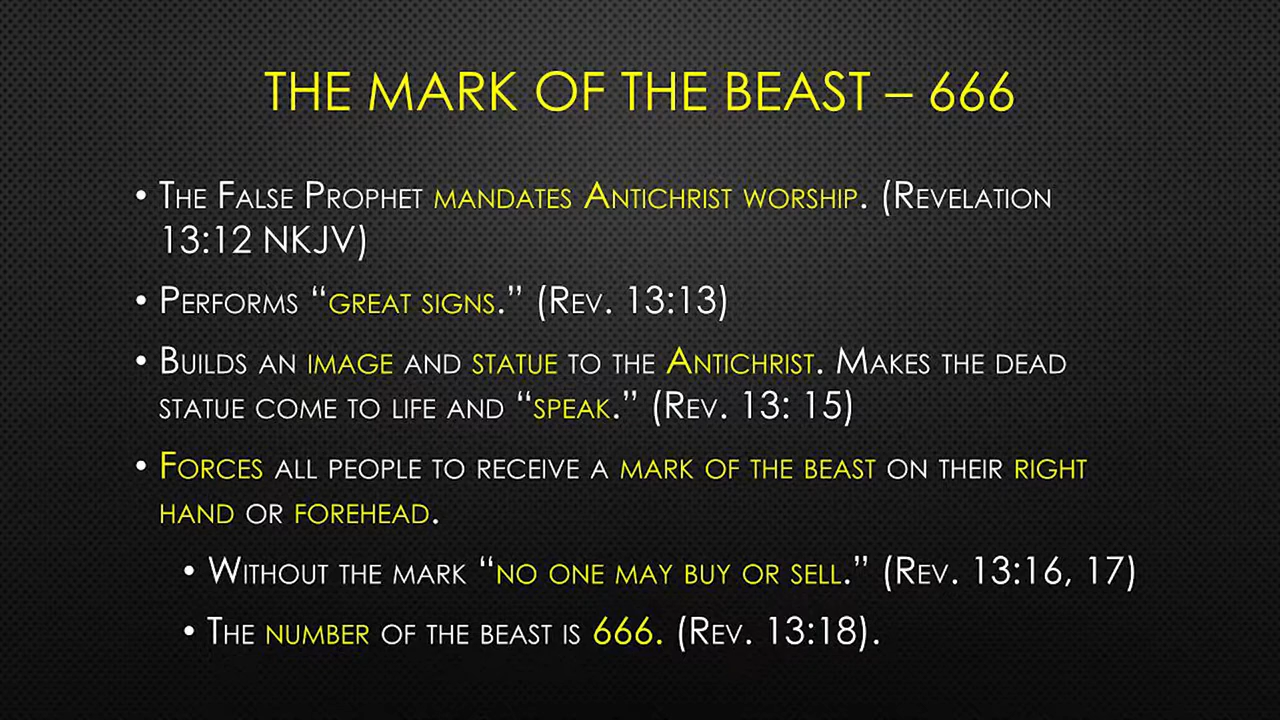 THE MARK OF THE BEAST – 666
• THE FALSE PROPHET MANDATES ANTICHRIST WORSHIP. (REVELATION
13:12 NKJV)
• PERFORMS “GREAT SIGNS.” (REV. 13:13)
• BUILDS AN IMAGE AND STATUE TO THE ANTICHRIST. MAKES THE DEAD
STATUE COME TO LIFE AND “SPEAK.” (REV. 13: 15)
• FORCES ALL PEOPLE TO RECEIVE A MARK OF THE BEAST ON THEIR RIGHT
HAND OR FOREHEAD.
• WITHOUT THE MARK “NO ONE MAY BUY OR SELL.” (REV. 13:16, 17)
• THE NUMBER OF THE BEAST IS 666. (REV. 13:18).